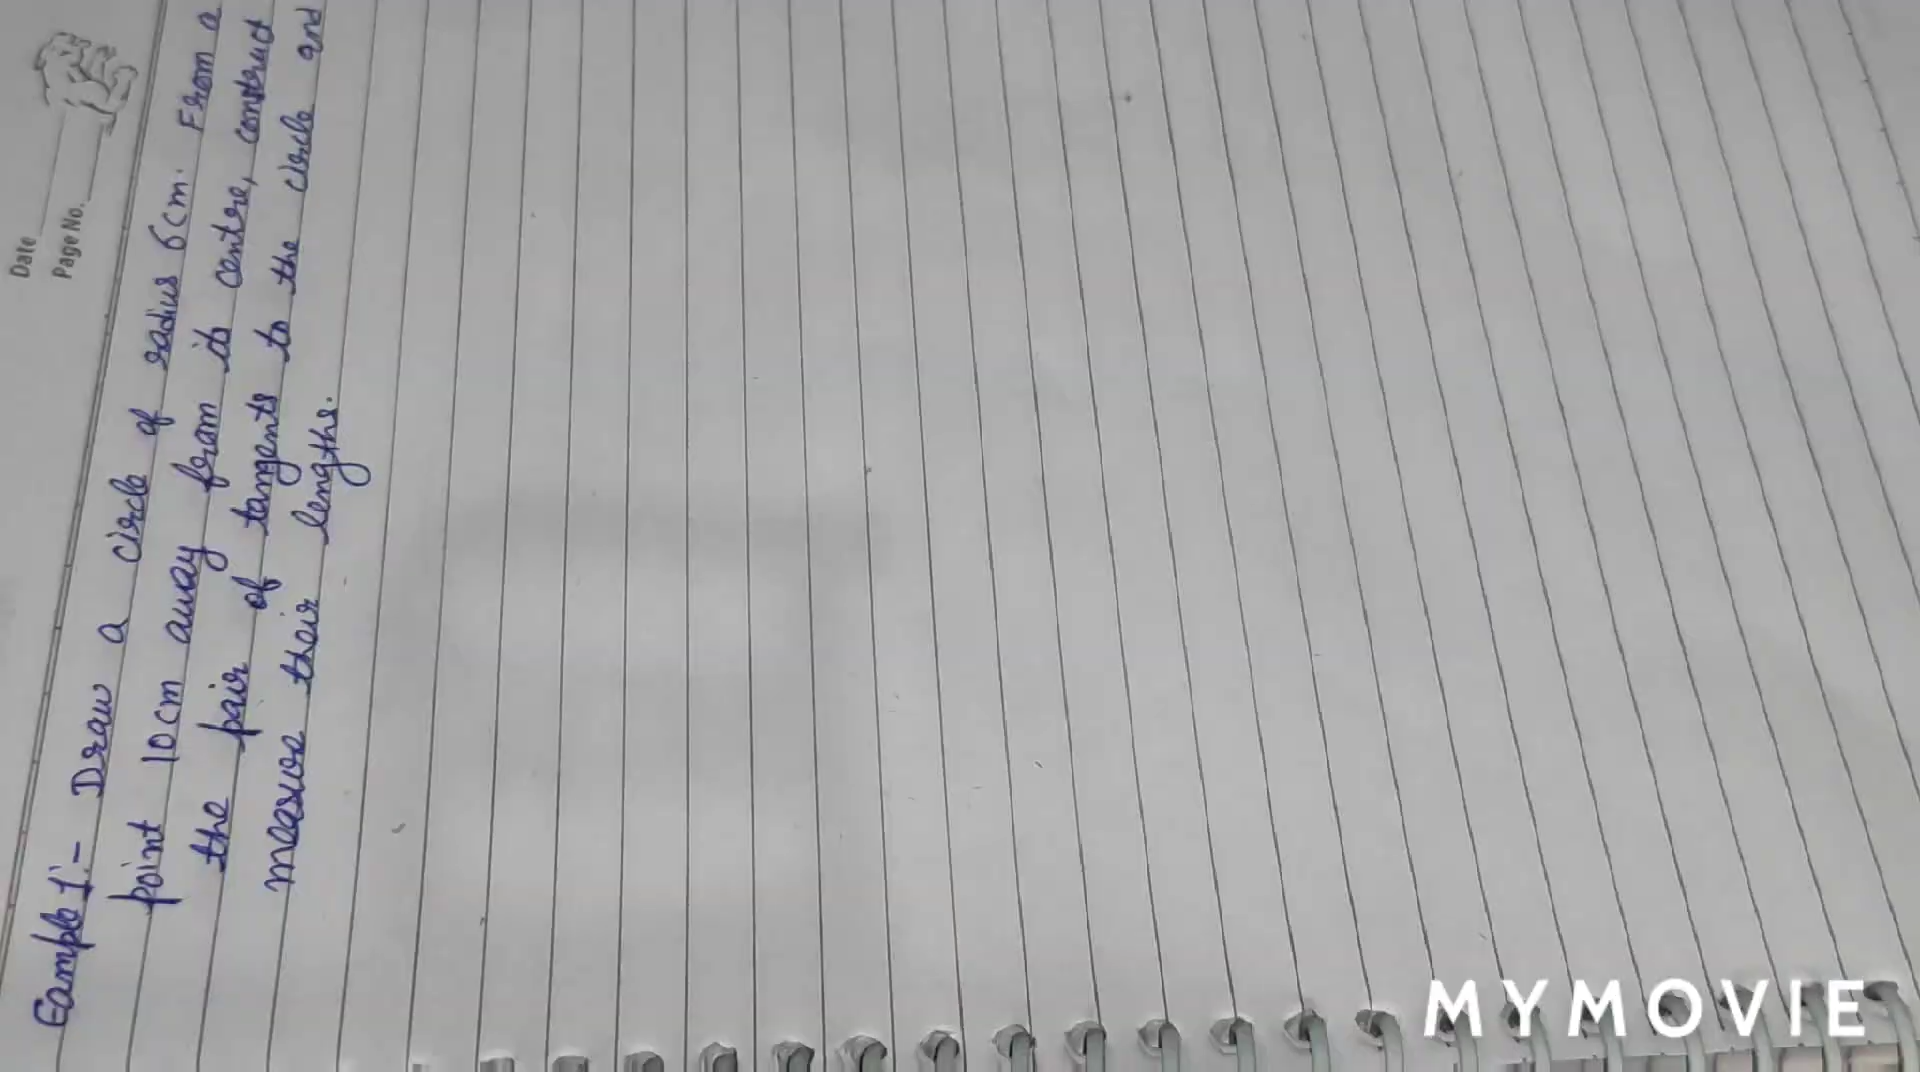 Date
Page No.
Eample 1:- Draw a circle of radius 6cm. From a
point 10cm away from its centre, construct
the pair of tangents to the circle and
measure their lengths.
MYMOVIE